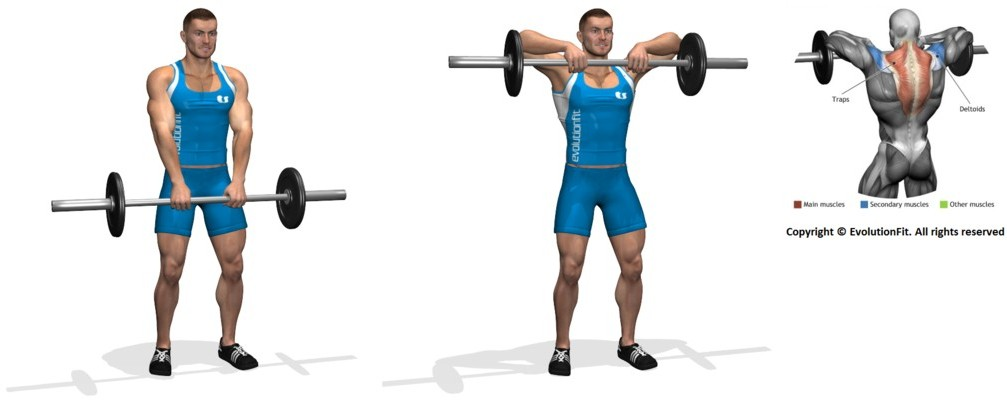 evolutionfit
evolutionfit
Traps
Deltoids
Main muscles
Secondary muscles
Other muscles
Copyright © EvolutionFit. All rights reserved